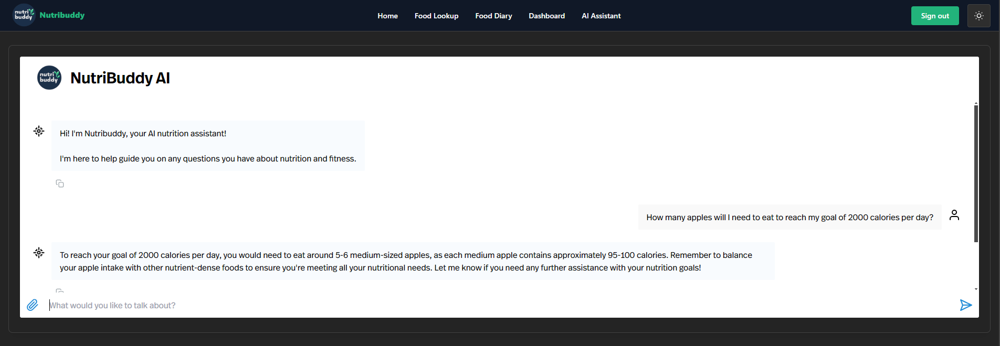 nutri
buddy
Nutribuddy
Home
Food Lookup
Food Diary
Dashboard
AI Assistant
Sign out
nutri
buddy
NutriBuddy AI
Hi! I'm Nutribuddy, your AI nutrition assistant!
I'm here to help guide you on any questions you have about nutrition and fitness.
How many apples will I need to eat to reach my goal of 2000 calories per day?
To reach your goal of 2000 calories per day, you would need to eat around 5-6 medium-sized apples, as each medium apple contains approximately 95-100 calories. Remember to balance
your apple intake with other nutrient-dense foods to ensure you're meeting all your nutritional needs. Let me know if you need any further assistance with your nutrition goals!
What would you like to talk about?